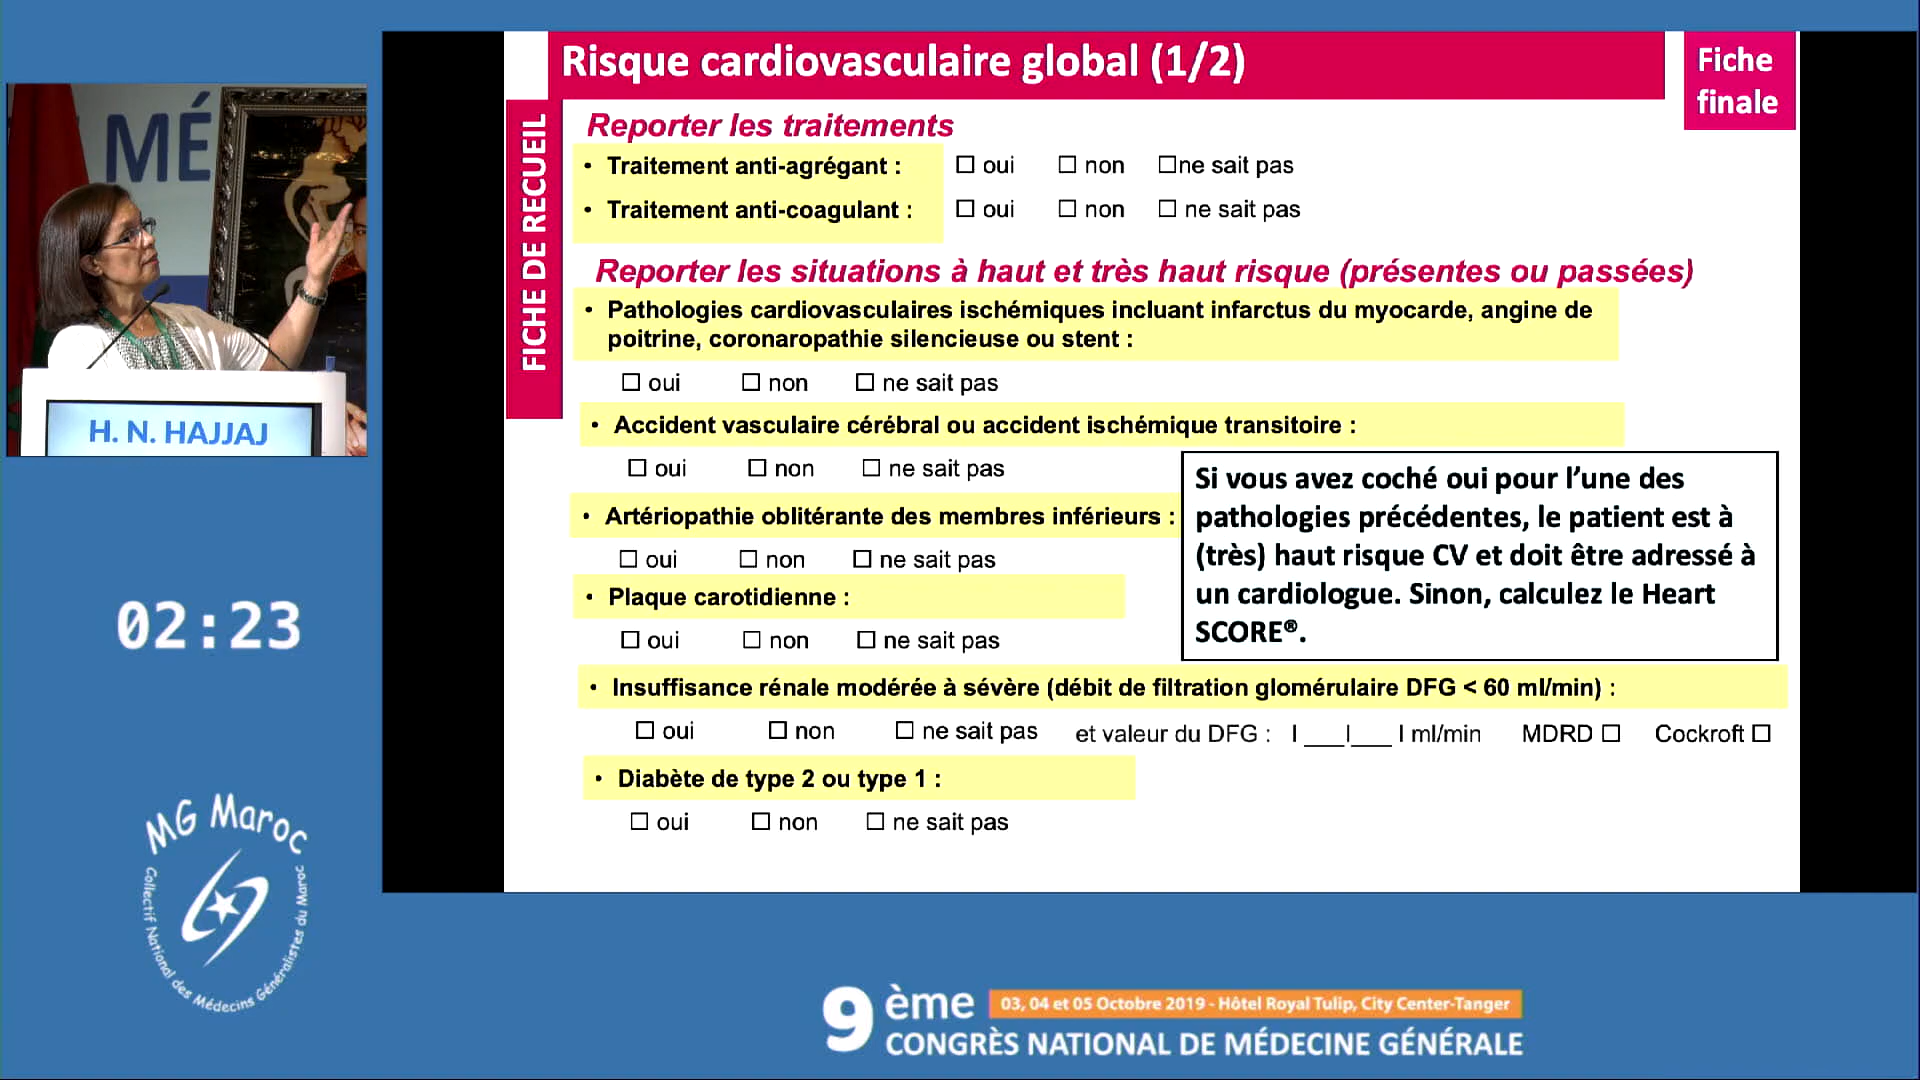 Risque cardiovasculaire global (1/2)
Fiche
finale
FICHE DE RECUEIL
Reporter les traitements
• Traitement anti-agrégant : ☐ oui ☐ non ☐ne sait pas
• Traitement anti-coagulant : ☐ oui ☐ non ☐ ne sait pas
Reporter les situations à haut et très haut risque (présentes ou passées)
• Pathologies cardiovasculaires ischémiques incluant infarctus du myocarde, angine de
poitrine, coronaropathie silencieuse ou stent :
☐ oui ☐ non ☐ ne sait pas
• Accident vasculaire cérébral ou accident ischémique transitoire :
☐ oui ☐ non ☐ ne sait pas
• Artériopathie oblitérante des membres inférieurs :
☐ oui ☐ non ☐ ne sait pas
• Plaque carotidienne :
☐ oui ☐ non ☐ ne sait pas
Si vous avez coché oui pour l’une des
pathologies précédentes, le patient est à
(très) haut risque CV et doit être adressé à
un cardiologue. Sinon, calculez le Heart
SCORE®.
• Insuffisance rénale modérée à sévère (débit de filtration glomérulaire DFG < 60 ml/min) :
☐ oui ☐ non ☐ ne sait pas et valeur du DFG : I ___I___ I ml/min MDRD ☐ Cockroft ☐
• Diabète de type 2 ou type 1 :
☐ oui ☐ non ☐ ne sait pas
MÉ
H. N. HAJJAJ
02:23
MG Maroc
Collectif National des Médecins Généralistes du Maroc
9ème
03, 04 et 05 Octobre 2019 - Hôtel Royal Tulip, City Center-Tanger
CONGRÈS NATIONAL DE MÉDECINE GÉNÉRALE